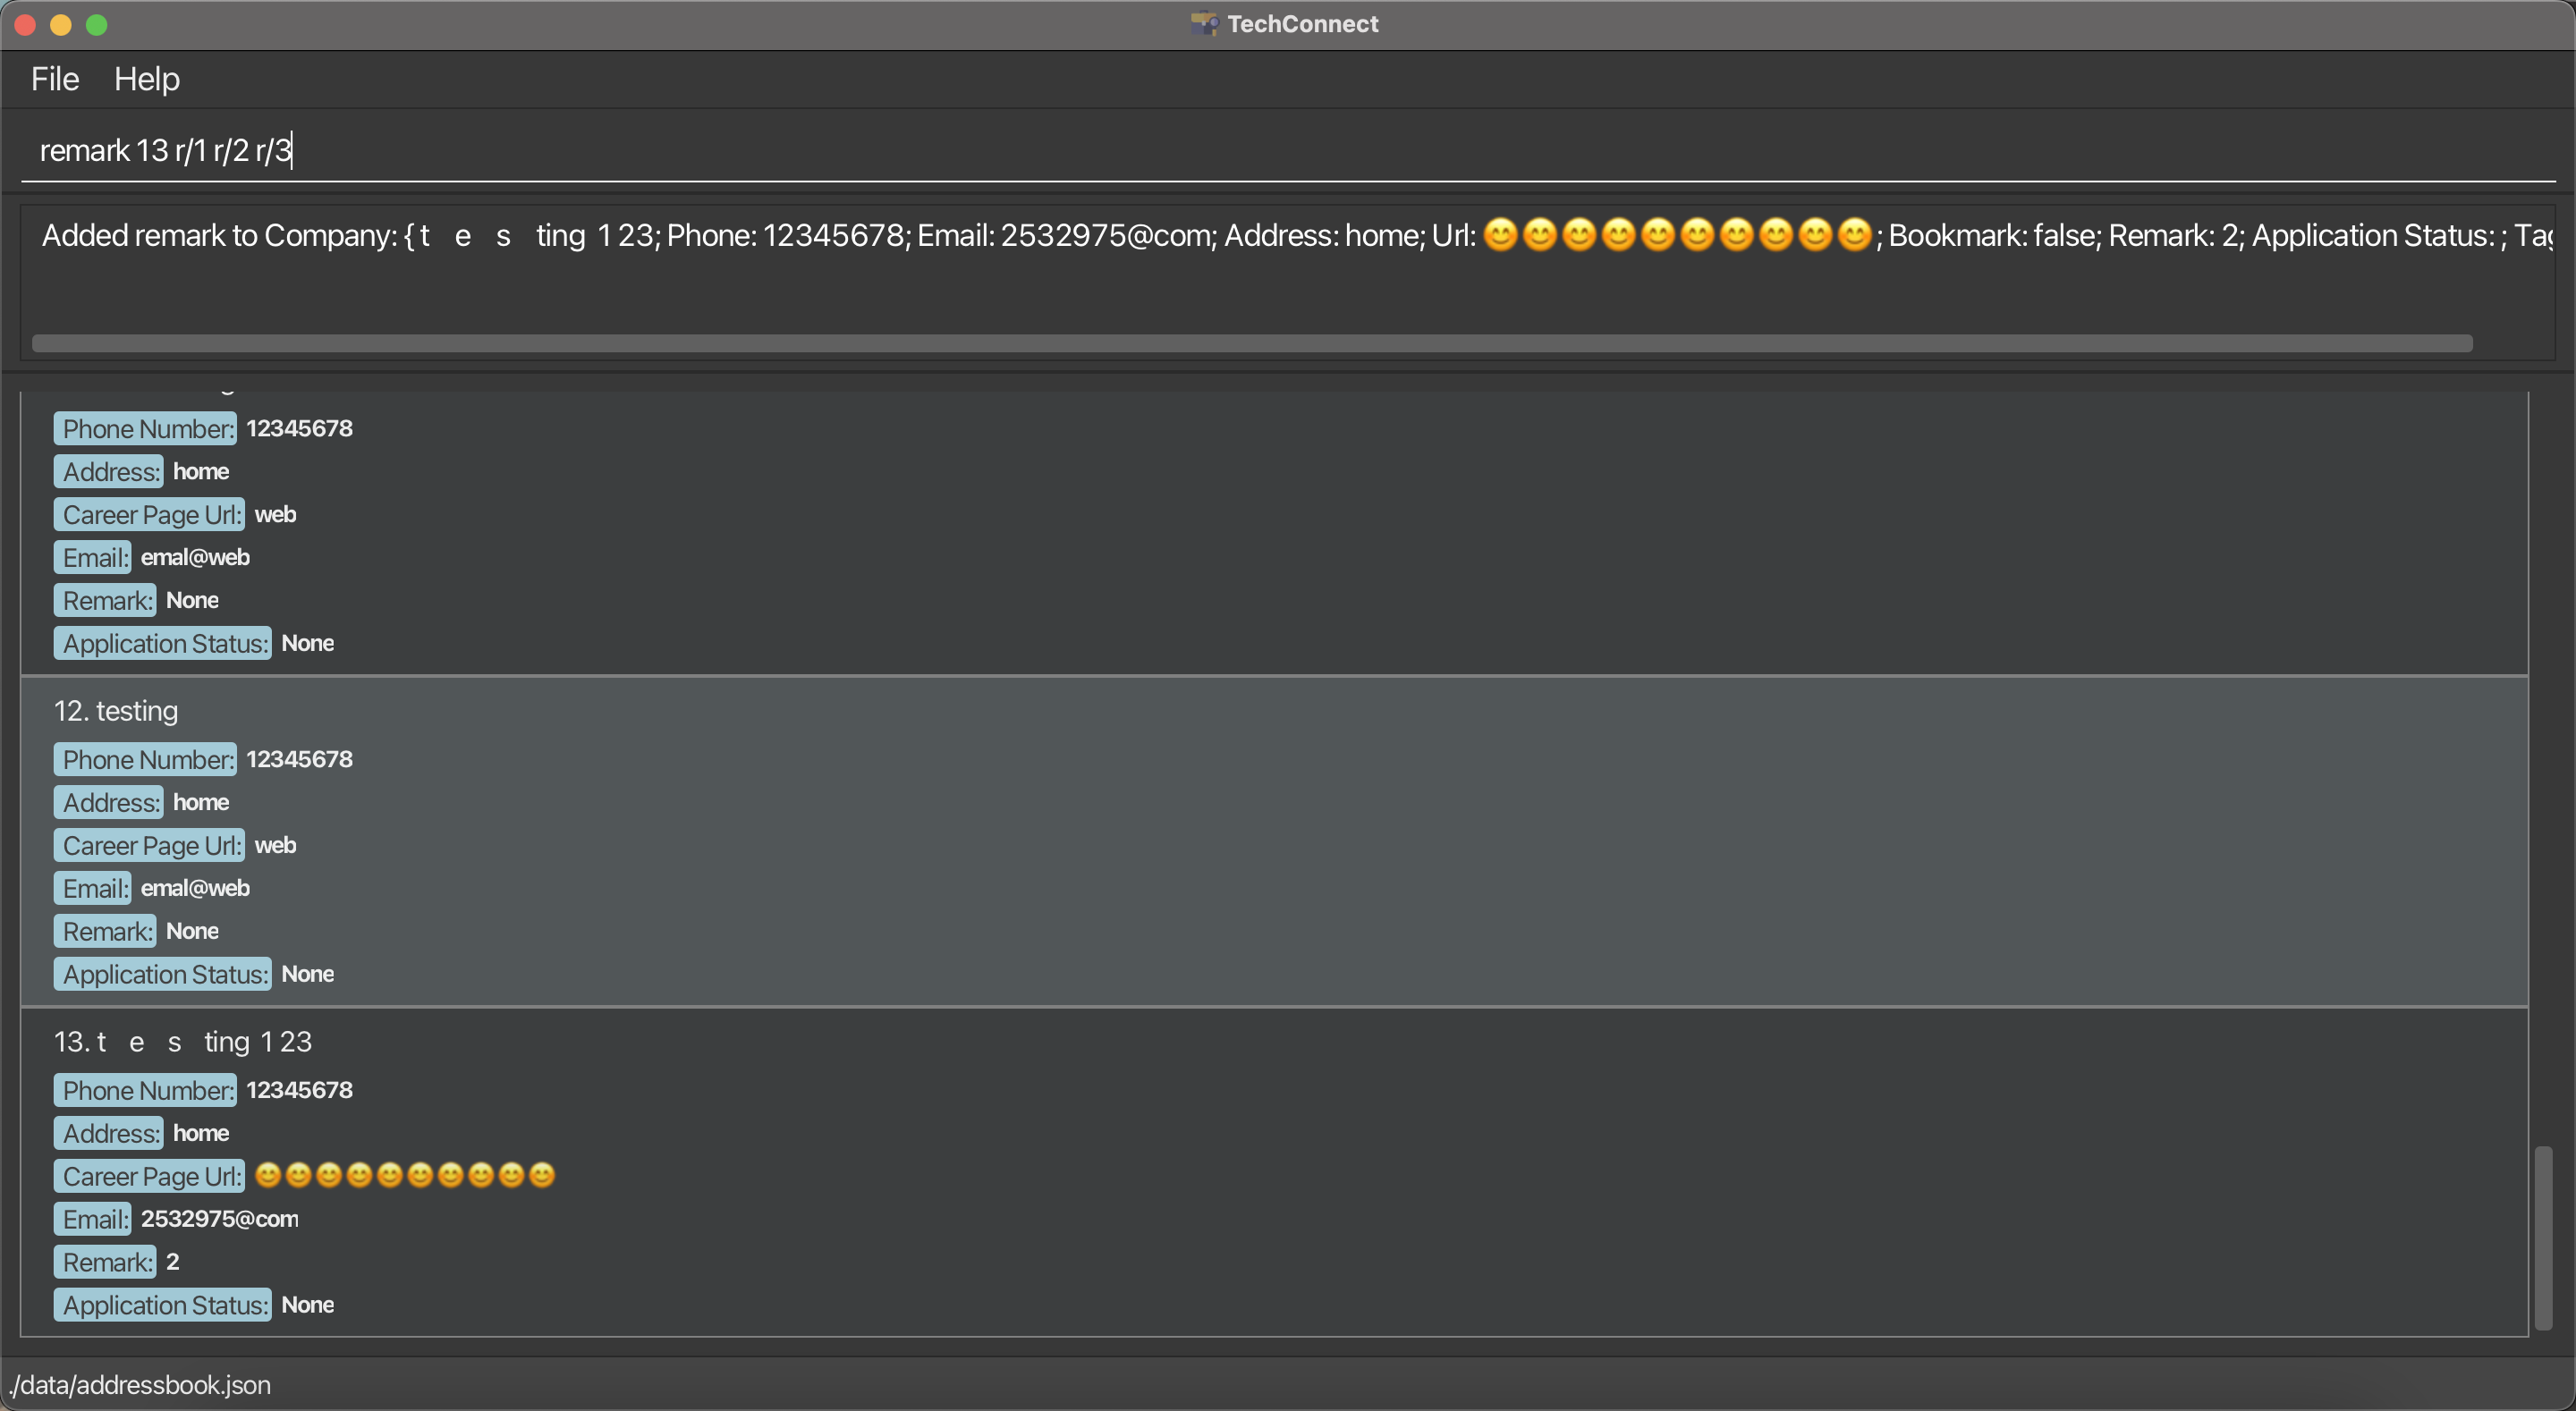 TechConnect
File Help
remark 13 r/1 r/2 r/3
Added remark to Company: { t e s ting 1 23; Phone: 12345678; Email: 2532975@com; Address: home; Url: 😊😊😊😊😊😊😊😊😊😊; Bookmark: false; Remark: 2; Application Status: ; Tag
Phone Number: 12345678
Address: home
Career Page Url: web
Email: emal@web
Remark: None
Application Status: None
12. testing
Phone Number: 12345678
Address: home
Career Page Url: web
Email: emal@web
Remark: None
Application Status: None
13. t e s ting 1 23
Phone Number: 12345678
Address: home
Career Page Url: 😊😊😊😊😊😊😊😊😊😊
Email: 2532975@com
Remark: 2
Application Status: None
./data/addressbook.json